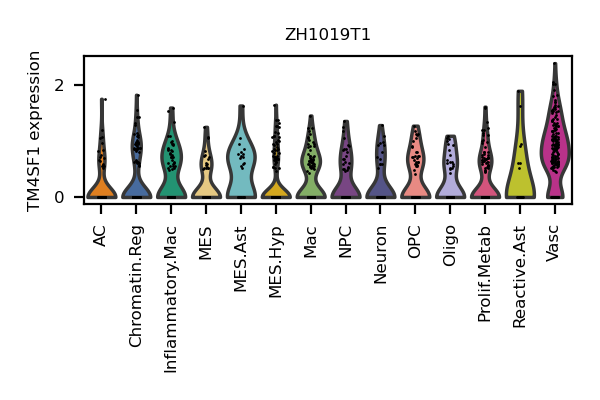 ZH1019T1
TM4SF1 expression
2
0
AC
Chromatin.Reg
Inflammatory.Mac
MES
MES.Ast
MES.Hyp
Mac
NPC
Neuron
OPC
Oligo
Prolif.Metab
Reactive.Ast
Vasc